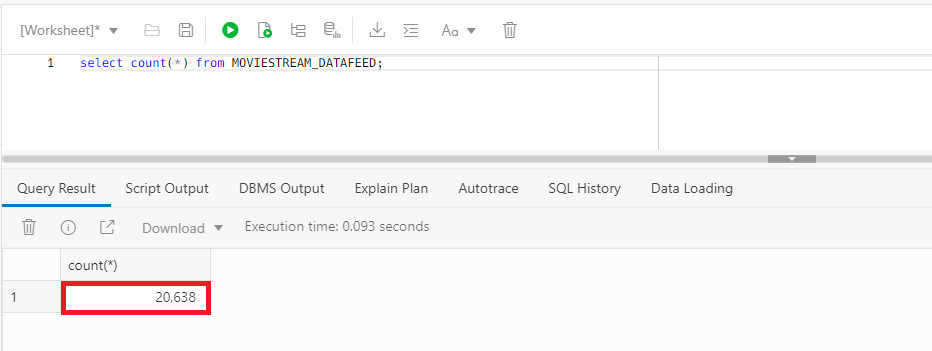 [Worksheet]* Aa
1 select count(*) from MOVIESTREAM_DATAFEED;
Query Result Script Output DBMS Output Explain Plan Autotrace SQL History Data Loading
Download Execution time: 0.093 seconds
count(*)
1 20,638